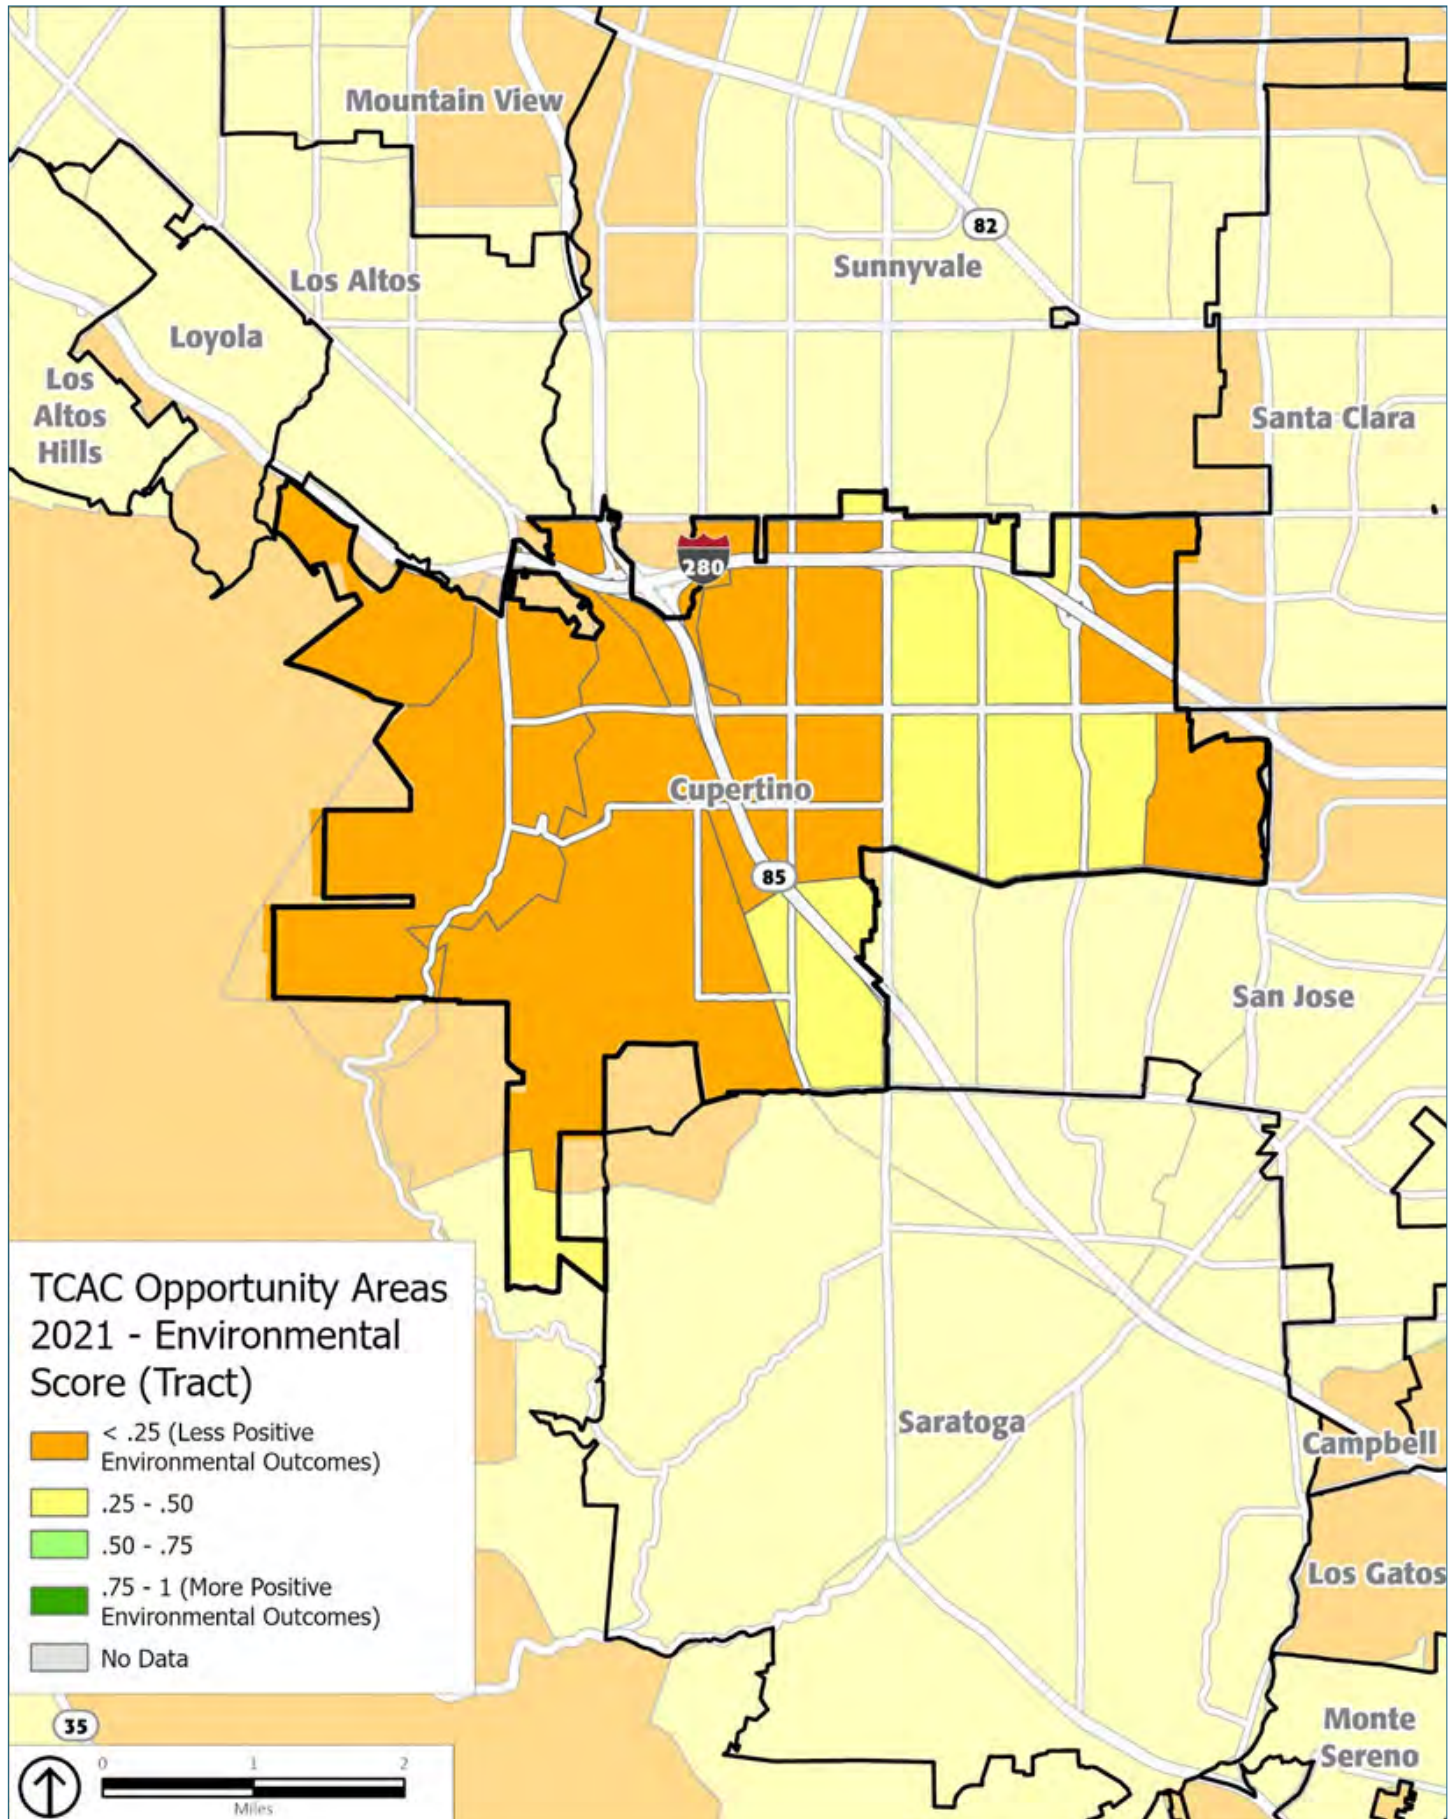 Mountain View
82
Los Altos
Sunnyvale
Loyola
Los
Altos
Hills
Santa Clara
280
Cupertino
85
San Jose
TCAC Opportunity Areas
2021 - Environmental
Score (Tract)
< .25 (Less Positive
Environmental Outcomes)
.25 - .50
.50 - .75
.75 - 1 (More Positive
Environmental Outcomes)
No Data
Saratoga
Campbell
Los Gatos
Monte
Sereno
35
0 1 2
Miles